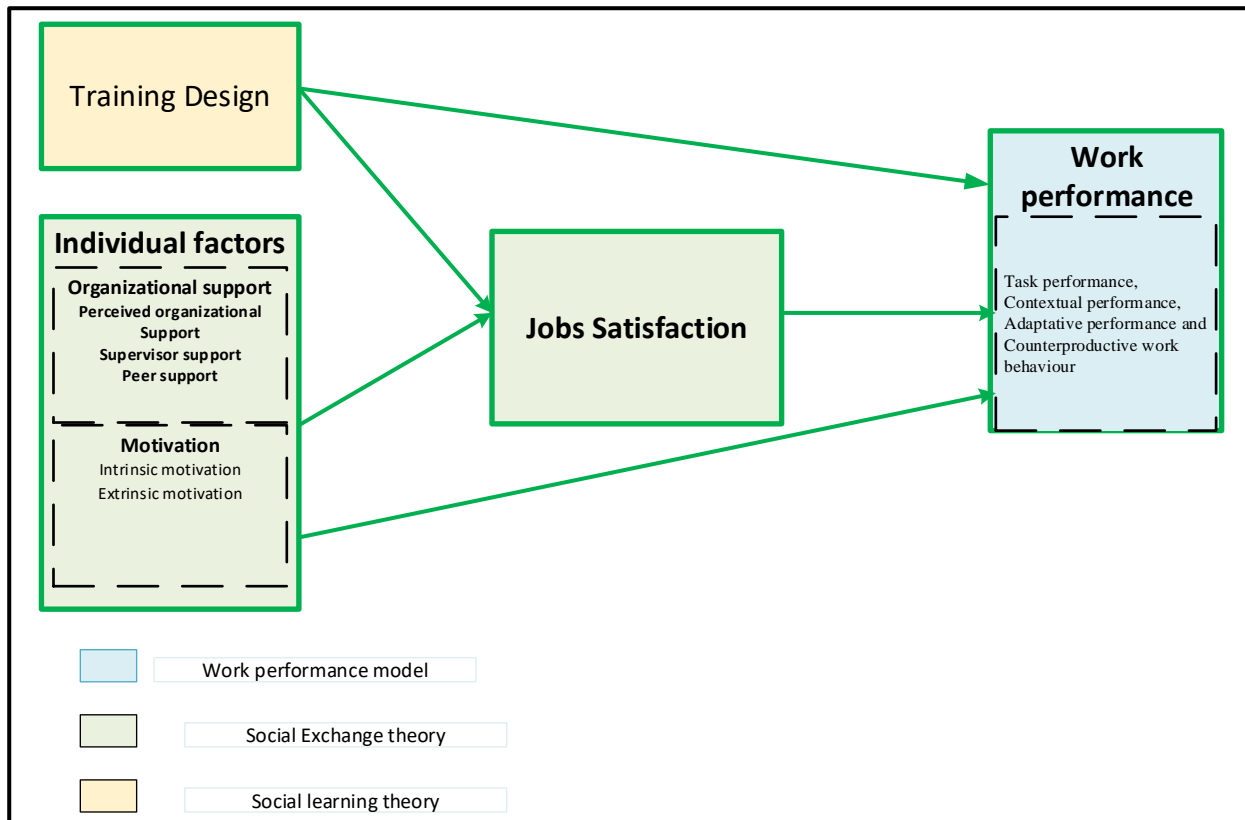 Training Design
Individual factors
Organizational support
Perceived organizational
Support
Supervisor support
Peer support
Motivation
Intrinsic motivation
Extrinsic motivation
Jobs Satisfaction
Work
performance
Task performance,
Contextual performance,
Adaptative performance and
Counterproductive work
behaviour
Work performance model
Social Exchange theory
Social learning theory